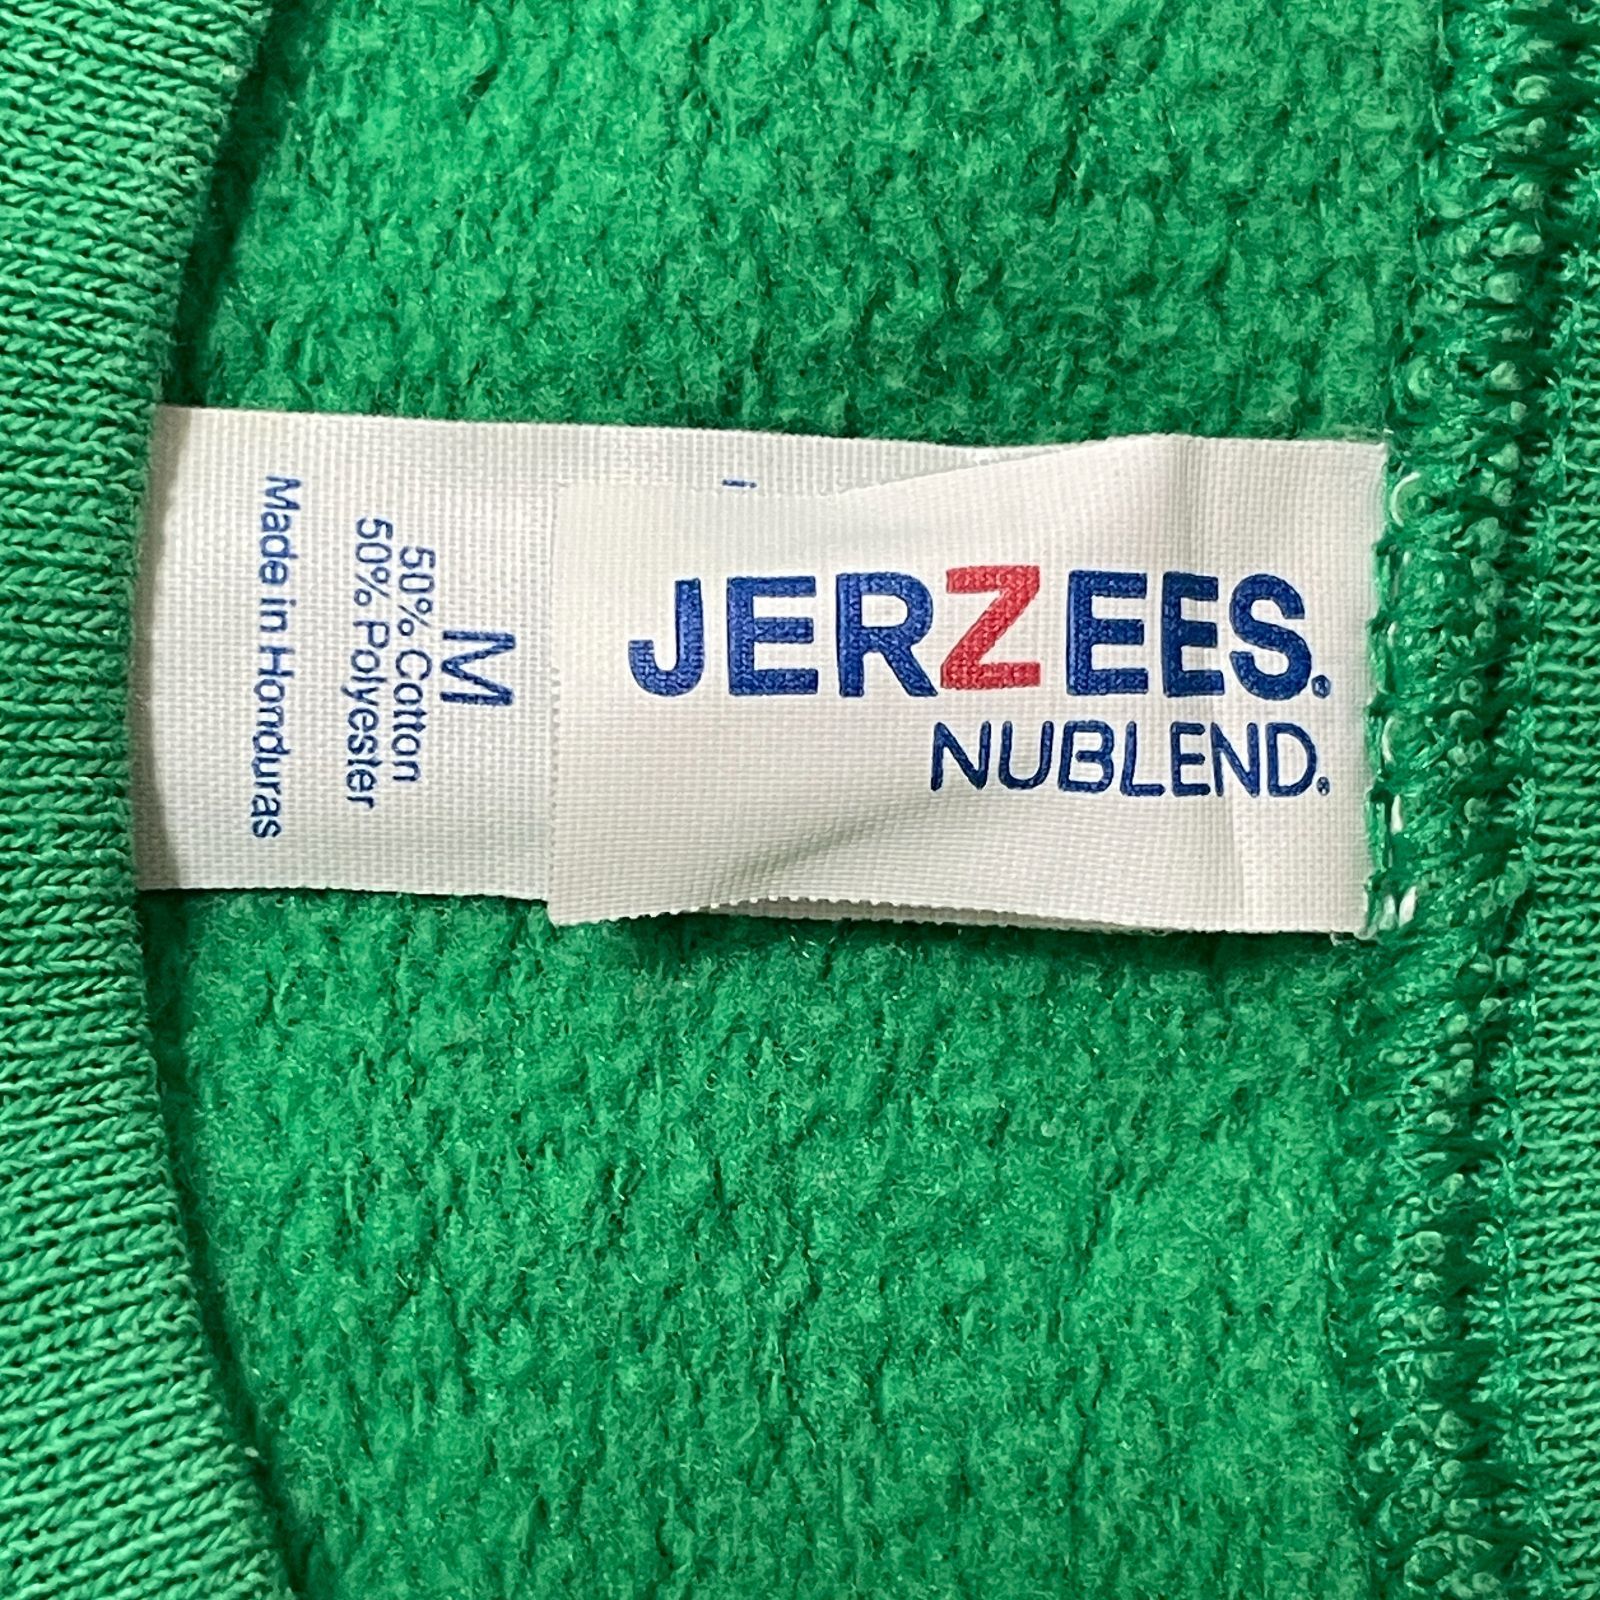 JERZEES®
NUBLEND®
M
50% Cotton
50% Polyester
Made in Honduras